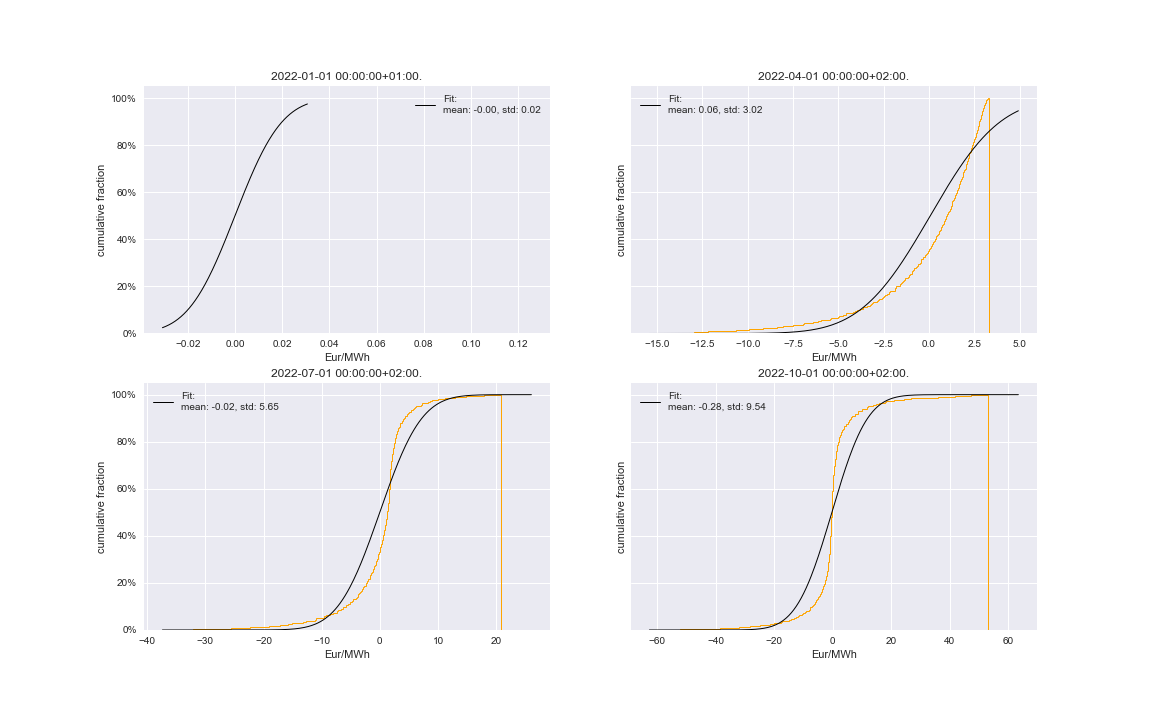 2022-01-01 00:00:00+01:00.
100%
80%
60%
40%
20%
0%
cumulative fraction
Fit:
mean: -0.00, std: 0.02
−0.02 0.00 0.02 0.04 0.06 0.08 0.10 0.12
Eur/MWh
2022-04-01 00:00:00+02:00.
cumulative fraction
Fit:
mean: 0.06, std: 3.02
−15.0 −12.5 −10.0 −7.5 −5.0 −2.5 0.0 2.5 5.0
Eur/MWh
2022-07-01 00:00:00+02:00.
100%
80%
60%
40%
20%
0%
cumulative fraction
Fit:
mean: -0.02, std: 5.65
−40 −30 −20 −10 0 10 20
Eur/MWh
2022-10-01 00:00:00+02:00.
cumulative fraction
Fit:
mean: -0.28, std: 9.54
−60 −40 −20 0 20 40 60
Eur/MWh